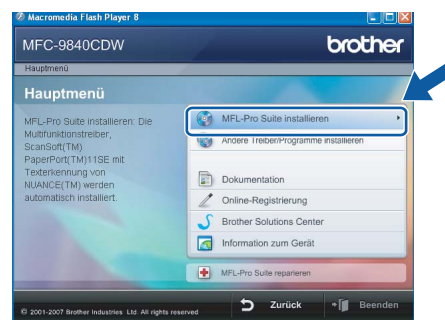 Macromedia Flash Player 8
MFC-9840CDW
brother
Hauptmenü
Hauptmenü
MFL-Pro Suite installieren: Die
Multifunktionstreiber,
ScanSoft(TM)
PaperPort(TM)11SE mit
Texterkennung von
NUANCE(TM) werden
automatisch installiert.
MFL-Pro Suite installieren
Andere Treiber/Programme installieren
Dokumentation
Online-Registrierung
Brother Solutions Center
Information zum Gerät
MFL-Pro Suite reparieren
© 2001-2007 Brother Industries Ltd. All rights reserved
Zurück
Beenden